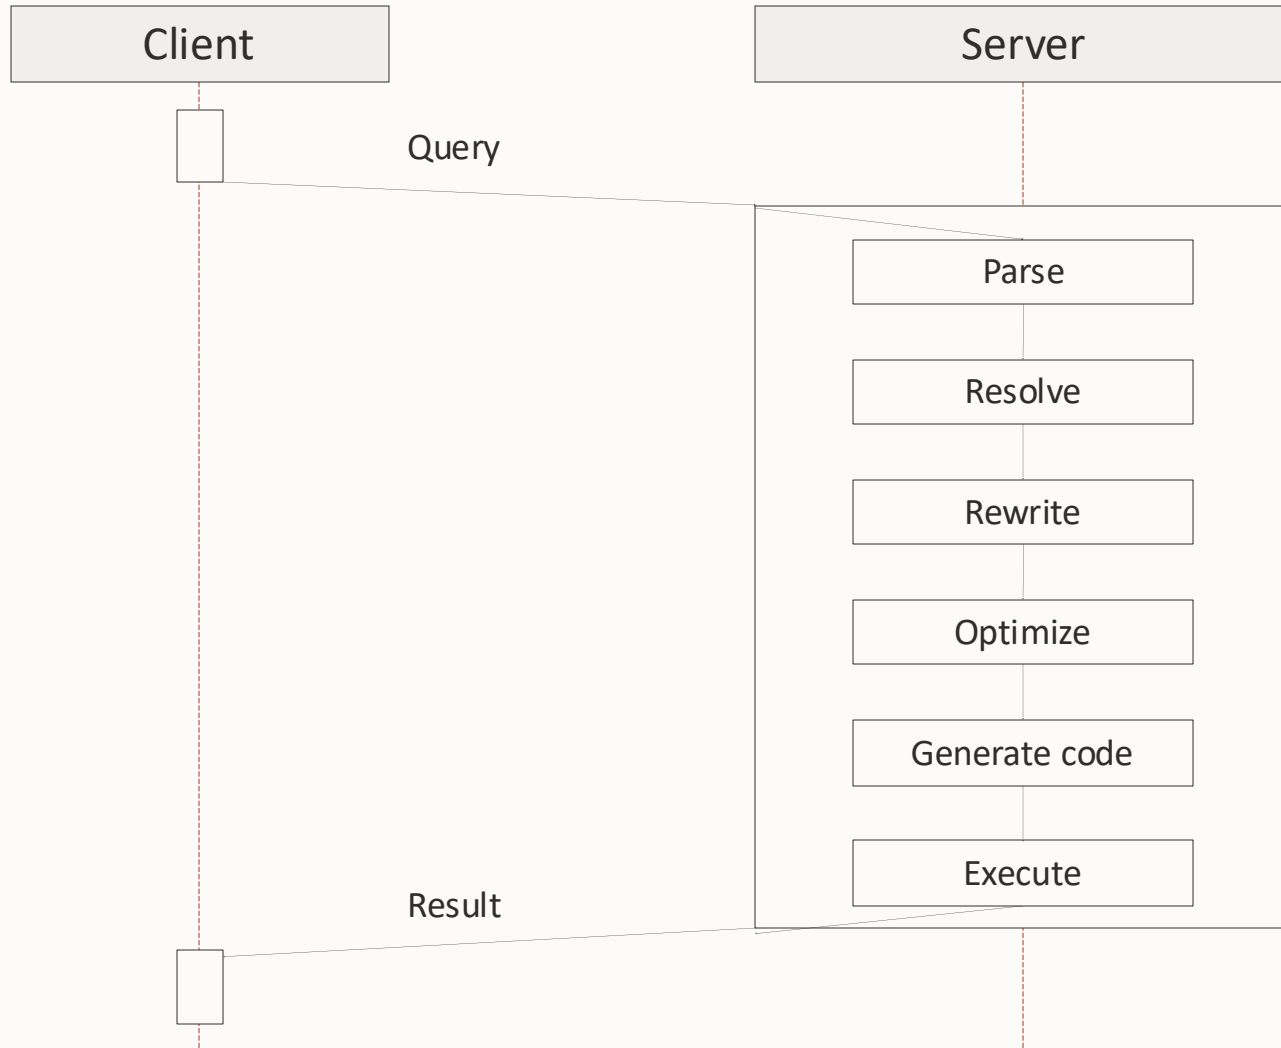 Client
Server
Query
Parse
Resolve
Rewrite
Optimize
Generate code
Execute
Result